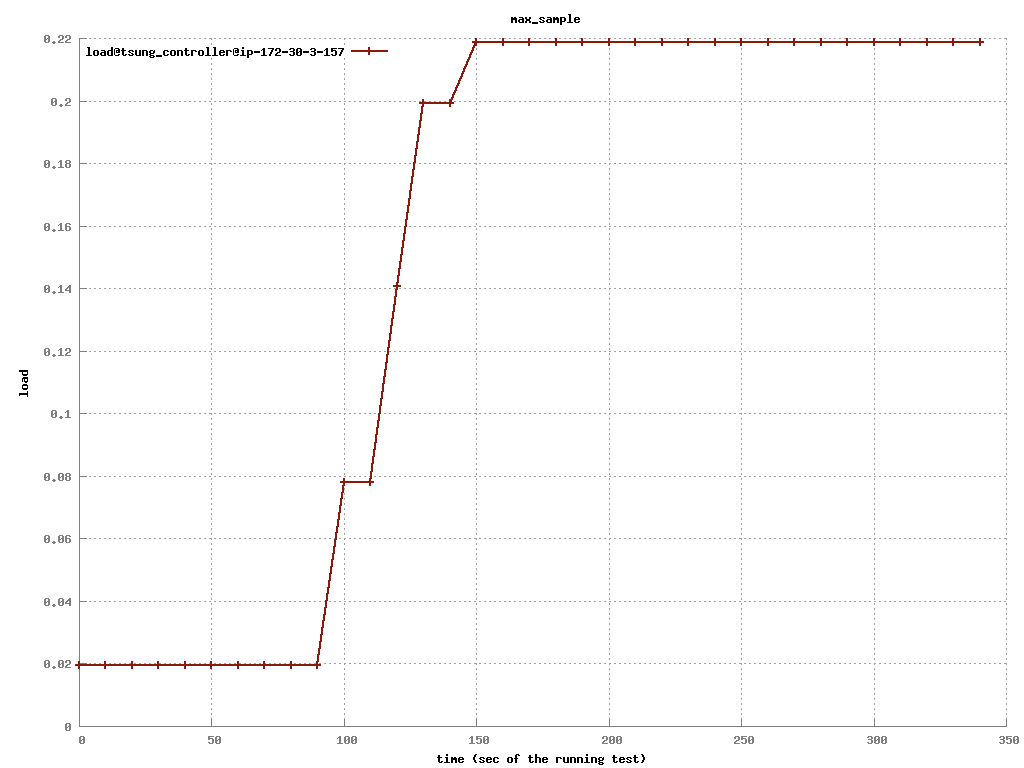 max_sample
load@tsung_controller@ip-172-30-3-157
0.22
0.2
0.18
0.16
0.14
0.12
0.1
0.08
0.06
0.04
0.02
0
load
0 50 100 150 200 250 300 350
time (sec of the running test)